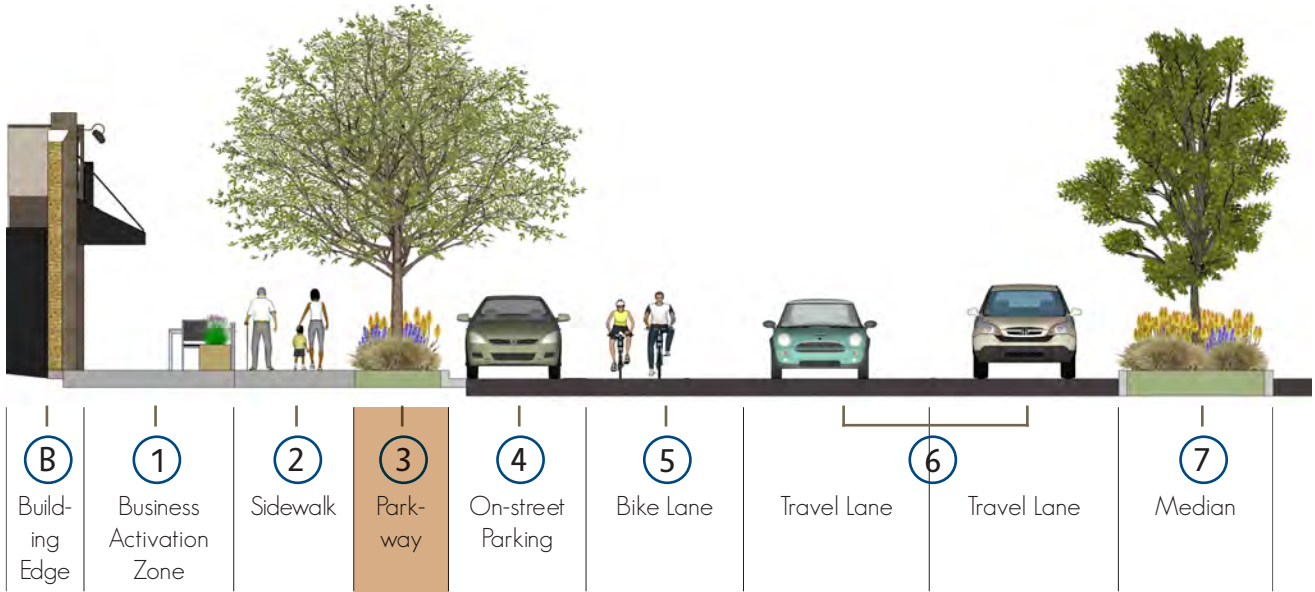 B
Build-
ing
Edge
1
Business
Activation
Zone
2
Sidewalk
3
Park-
way
4
On-street
Parking
5
Bike Lane
6
Travel Lane
Travel Lane
7
Median